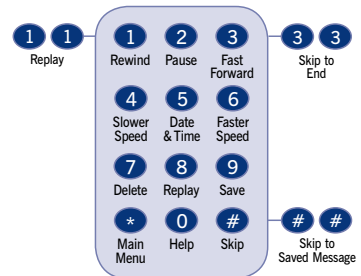 1 1 1 2 3 3 3
Replay Rewind Pause Fast Forward Skip to End
4 5 6
Slower Speed Date & Time Faster Speed
7 8 9
Delete Replay Save
* 0 # # #
Main Menu Help Skip Skip to Saved Message